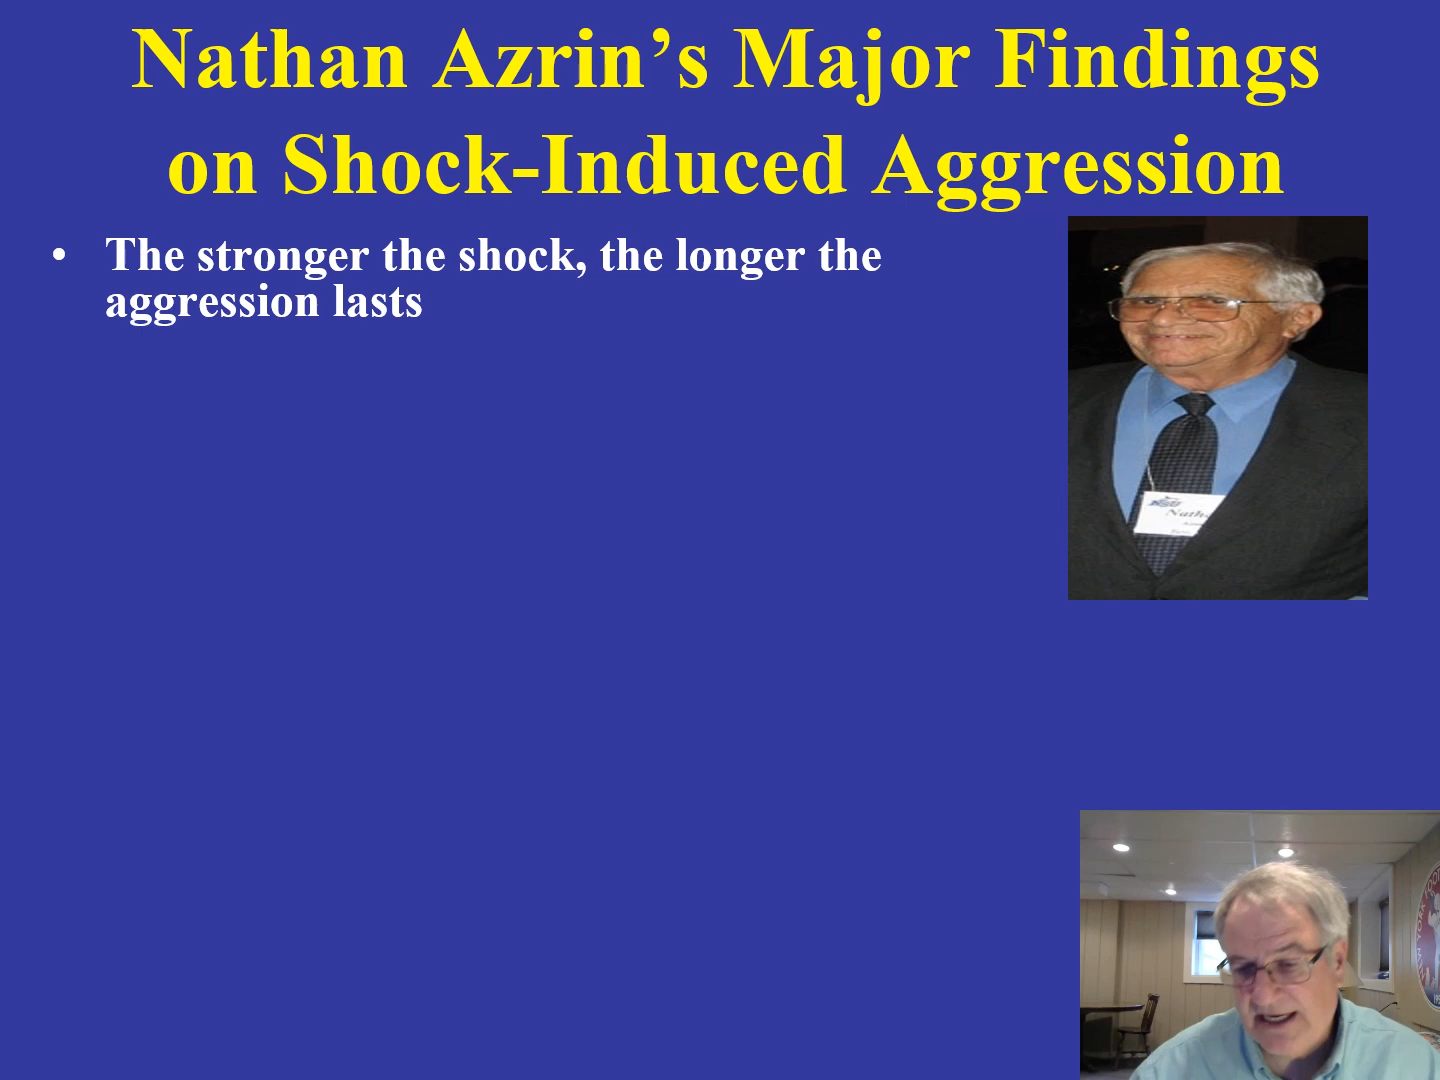 Nathan Azrin’s Major Findings
on Shock-Induced Aggression
• The stronger the shock, the longer the
aggression lasts